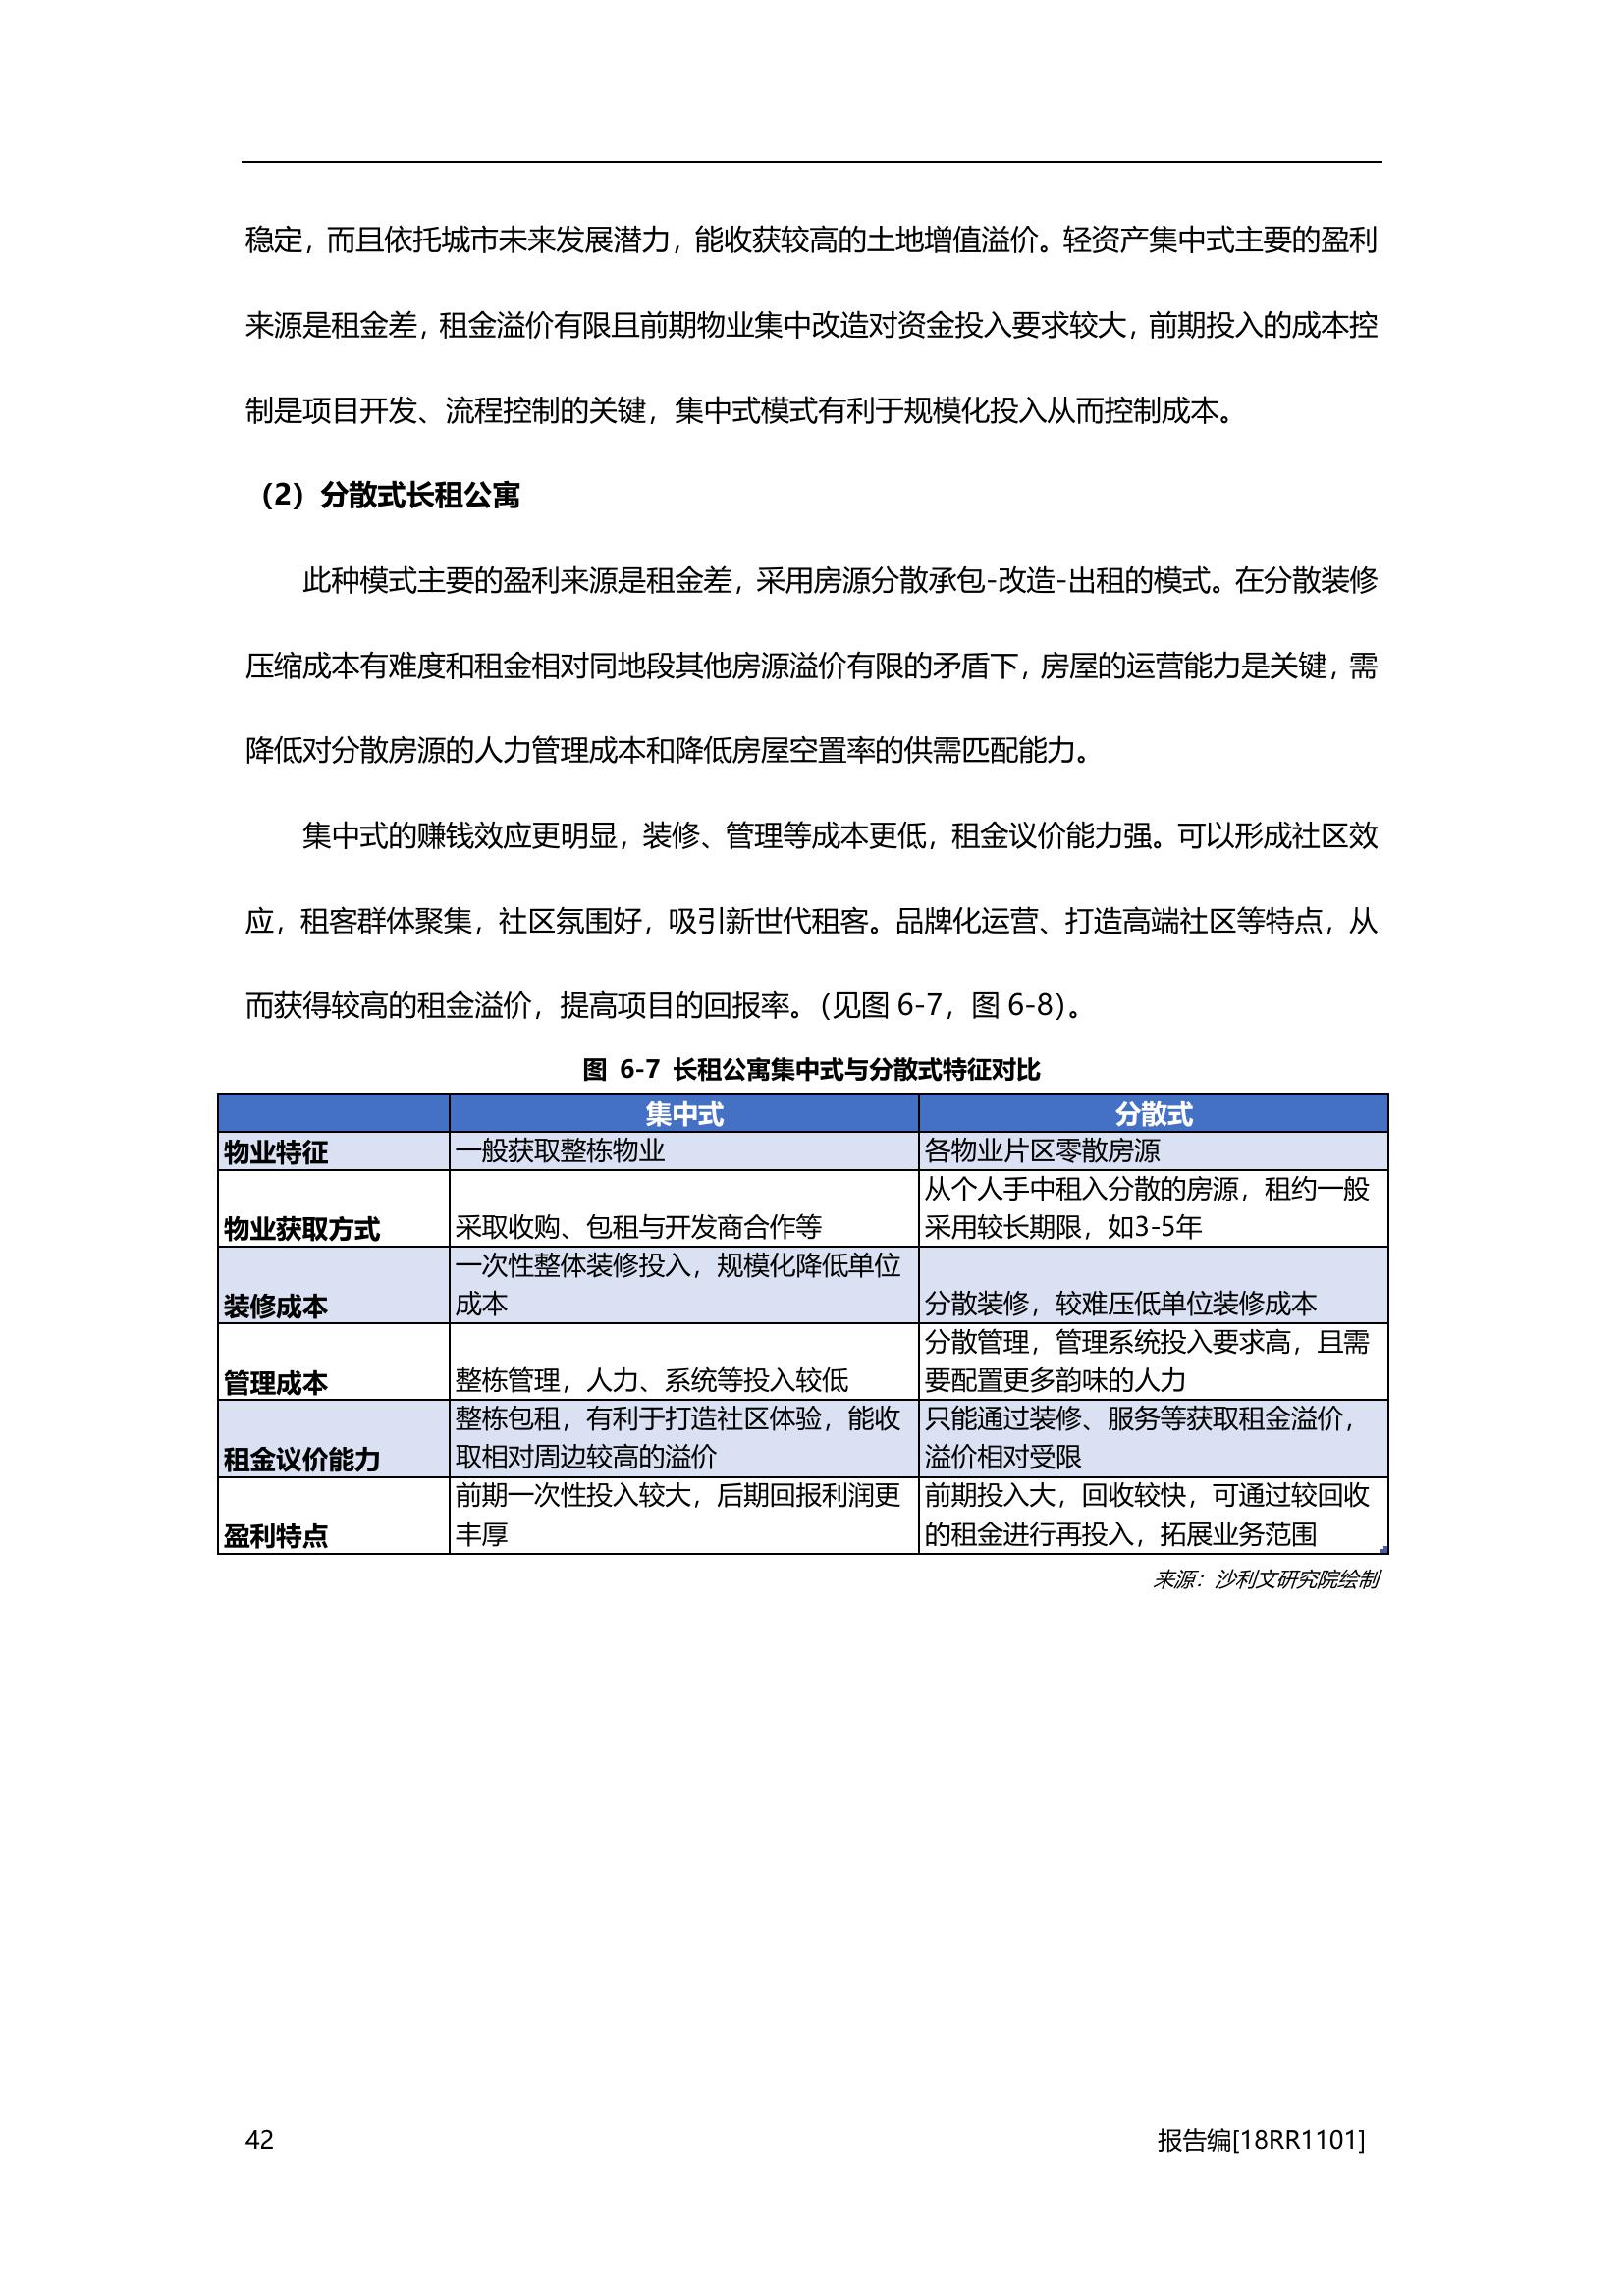 稳定，而且依托城市未来发展潜力，能收获较高的土地增值溢价。轻资产集中式主要的盈利
来源是租金差，租金溢价有限且前期物业集中改造对资金投入要求较大，前期投入的成本控
制是项目开发、流程控制的关键，集中式模式有利于规模化投入从而控制成本。
（2）分散式长租公寓
此种模式主要的盈利来源是租金差，采用房源分散承包-改造-出租的模式。在分散装修
压缩成本有难度和租金相对同地段其他房源溢价有限的矛盾下，房屋的运营能力是关键，需
降低对分散房源的人力管理成本和降低房屋空置率的供需匹配能力。
集中式的赚钱效应更明显，装修、管理等成本更低，租金议价能力强。可以形成社区效
应，租客群体聚集，社区氛围好，吸引新世代租客。品牌化运营、打造高端社区等特点，从
而获得较高的租金溢价，提高项目的回报率。（见图 6-7，图 6-8）。
图 6-7 长租公寓集中式与分散式特征对比
集中式 分散式
物业特征 一般获取整栋物业 各物业片区零散房源
物业获取方式 采取收购、包租与开发商合作等 从个人手中租入分散的房源，租约一般
采用较长期限，如3-5年
装修成本 一次性整体装修投入，规模化降低单位
成本 分散装修，较难压低单位装修成本
管理成本 整栋管理，人力、系统等投入较低 分散管理，管理系统投入要求高，且需
要配置更多韵味的人力
租金议价能力 整栋包租，有利于打造社区体验，能收
取相对周边较高的溢价 只能通过装修、服务等获取租金溢价，
溢价相对受限
盈利特点 前期一次性投入较大，后期回报利润更
丰厚 前期投入大，回收较快，可通过较回收
的租金进行再投入，拓展业务范围
来源：沙利文研究院绘制
42 报告编[18RR1101]